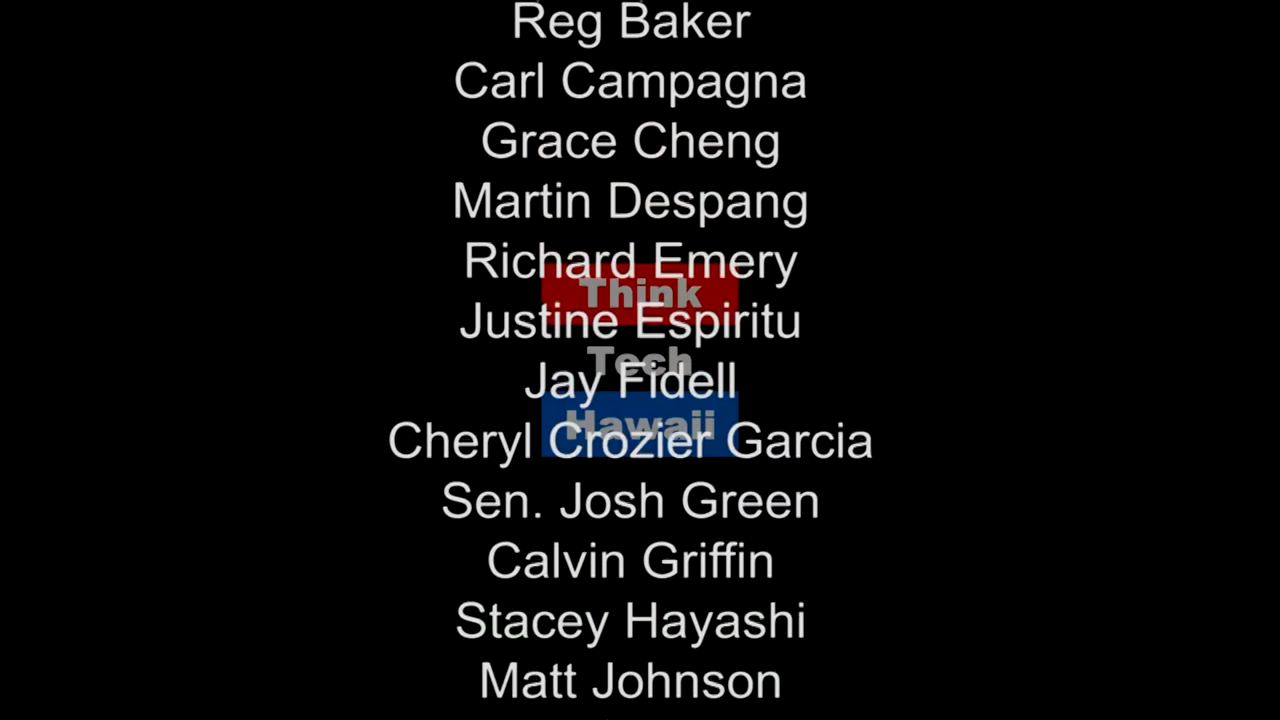 Reg Baker
Carl Campagna
Grace Cheng
Martin Despang
Richard Emery
Think
Justine Espiritu
Tech
Jay Fidell
Hawaii
Cheryl Crozier Garcia
Sen. Josh Green
Calvin Griffin
Stacey Hayashi
Matt Johnson